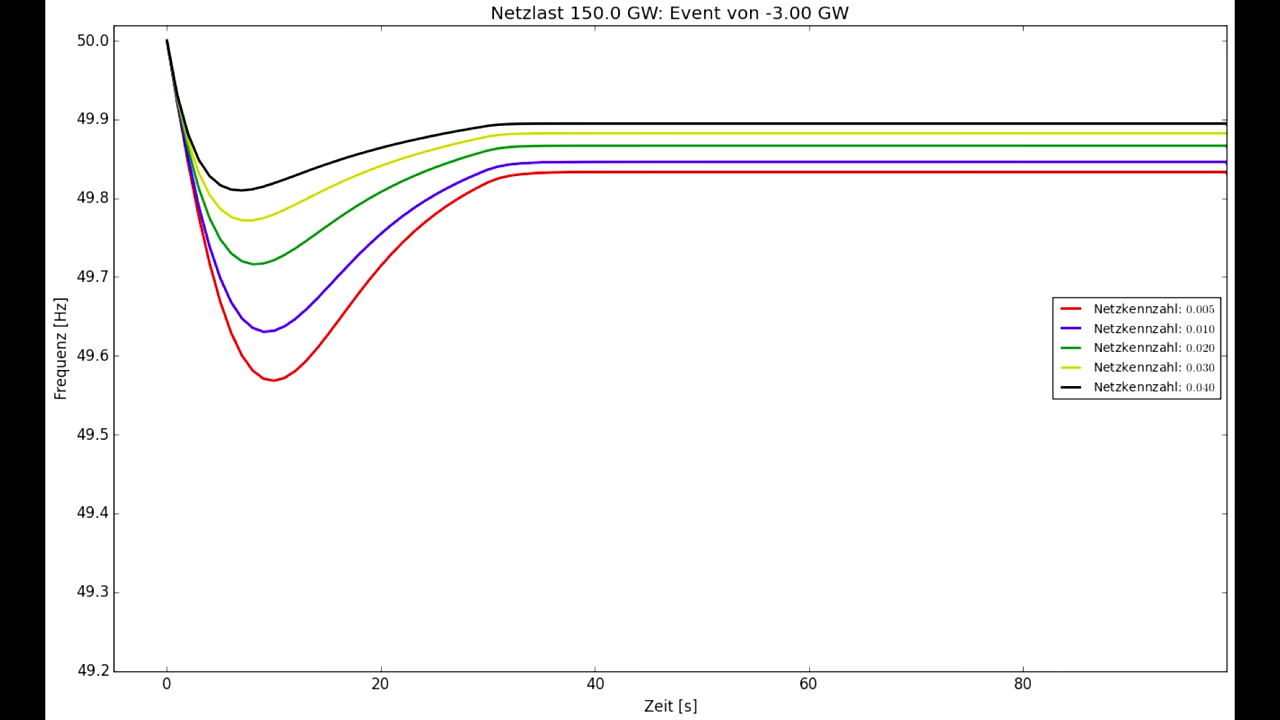 Netzlast 150.0 GW: Event von -3.00 GW
50.0
49.9
49.8
49.7
49.6
49.5
49.4
49.3
49.2
Frequenz [Hz]
Netzkennzahl: 0.005
Netzkennzahl: 0.010
Netzkennzahl: 0.020
Netzkennzahl: 0.030
Netzkennzahl: 0.040
0 20 40 60 80
Zeit [s]